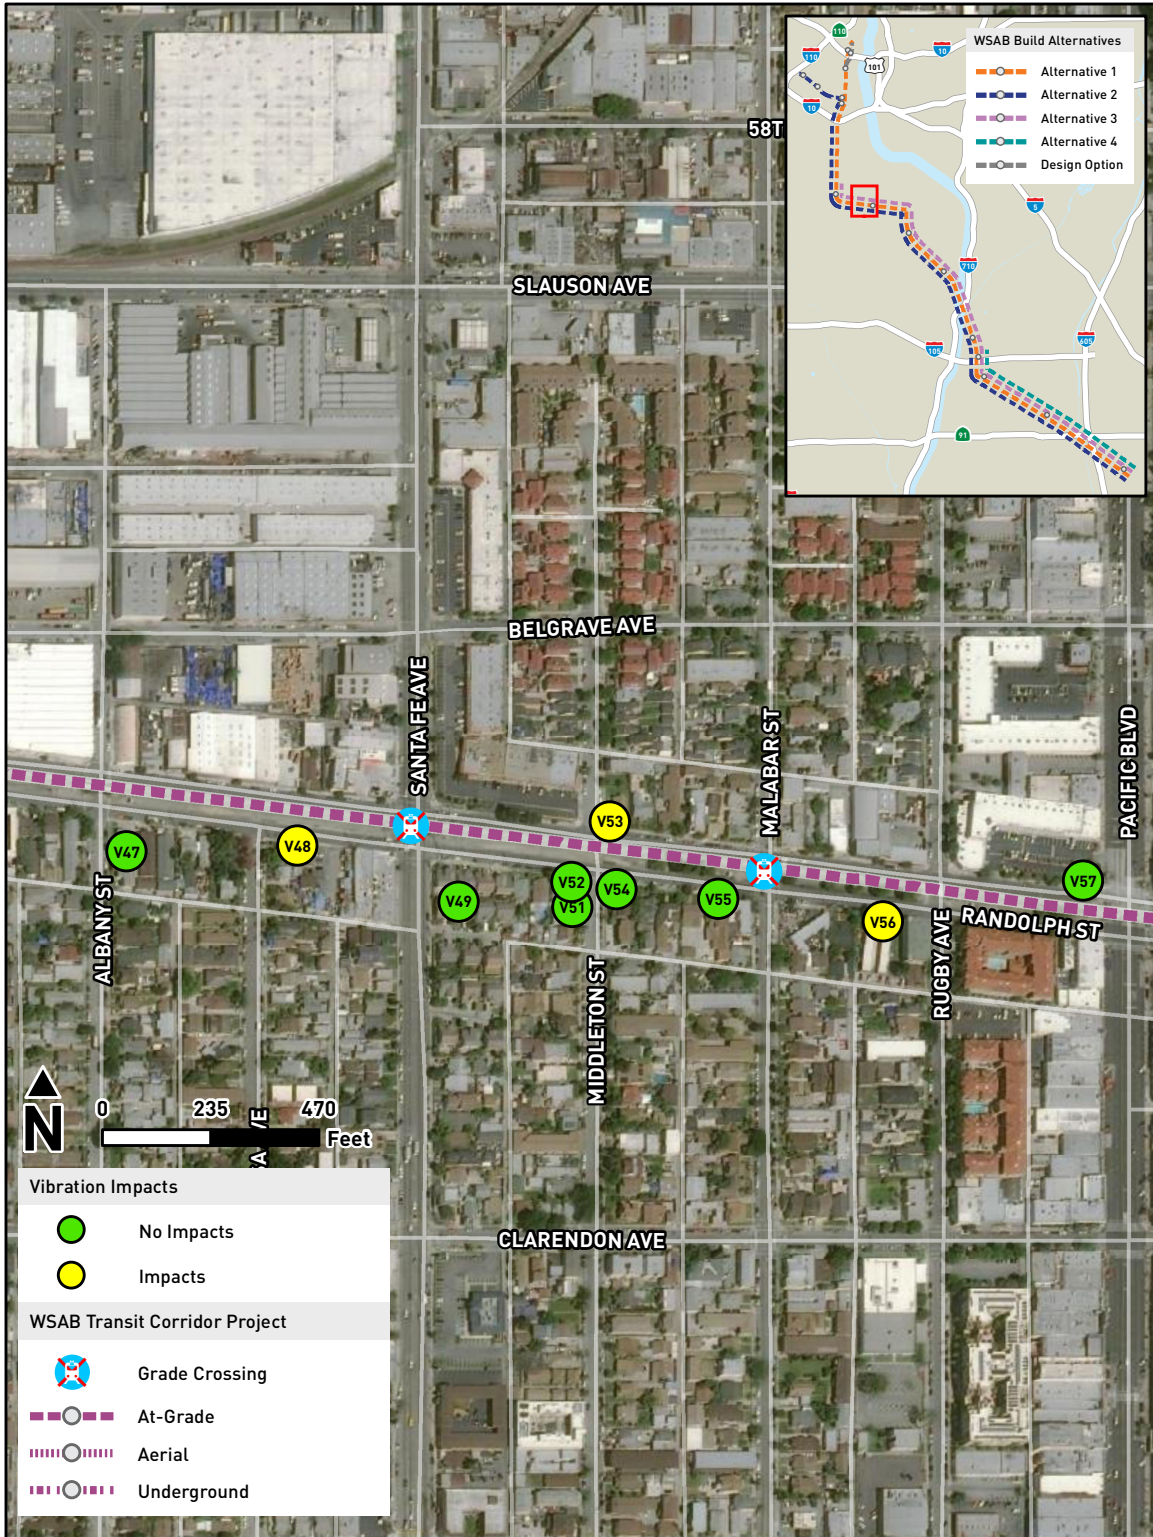 WSAB Build Alternatives
Alternative 1
Alternative 2
Alternative 3
Alternative 4
Design Option
110
110
101
10
10
5
710
105
605
91
58T
SLAUSON AVE
BELGRAVE AVE
SANTA FE AVE
MALABAR ST
PACIFIC BLVD
V53
V48
V47
V52
V51
V54
V49
V55
V56
V57
ALBANY ST
RANDOLPH ST
RUGBY AVE
MIDDLETON ST
N
0 235 470
Feet
CLARENDON AVE
Vibration Impacts
No Impacts
Impacts
WSAB Transit Corridor Project
Grade Crossing
At-Grade
Aerial
Underground